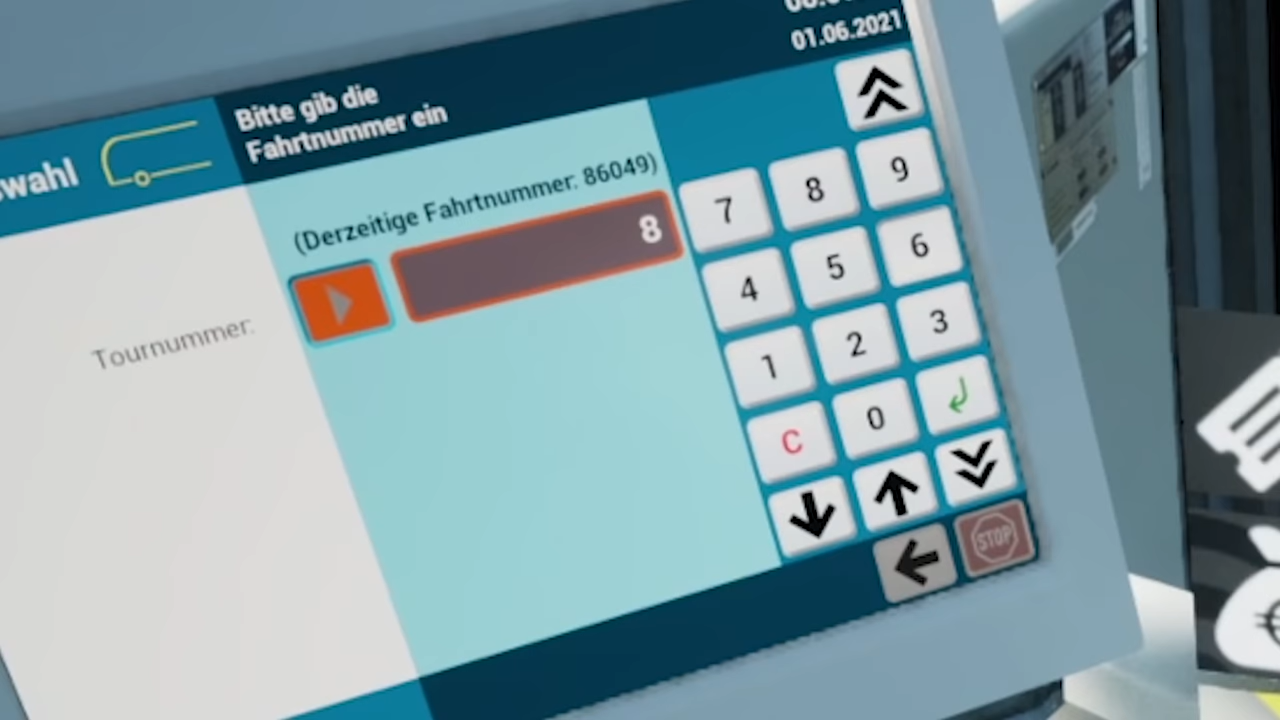 01.06.2021
Bitte gib die
Fahrtnummer ein
(Derzeitige Fahrtnummer: 86049)
8
Tournummer:
7 8 9
4 5 6
1 2 3
C 0
STOP